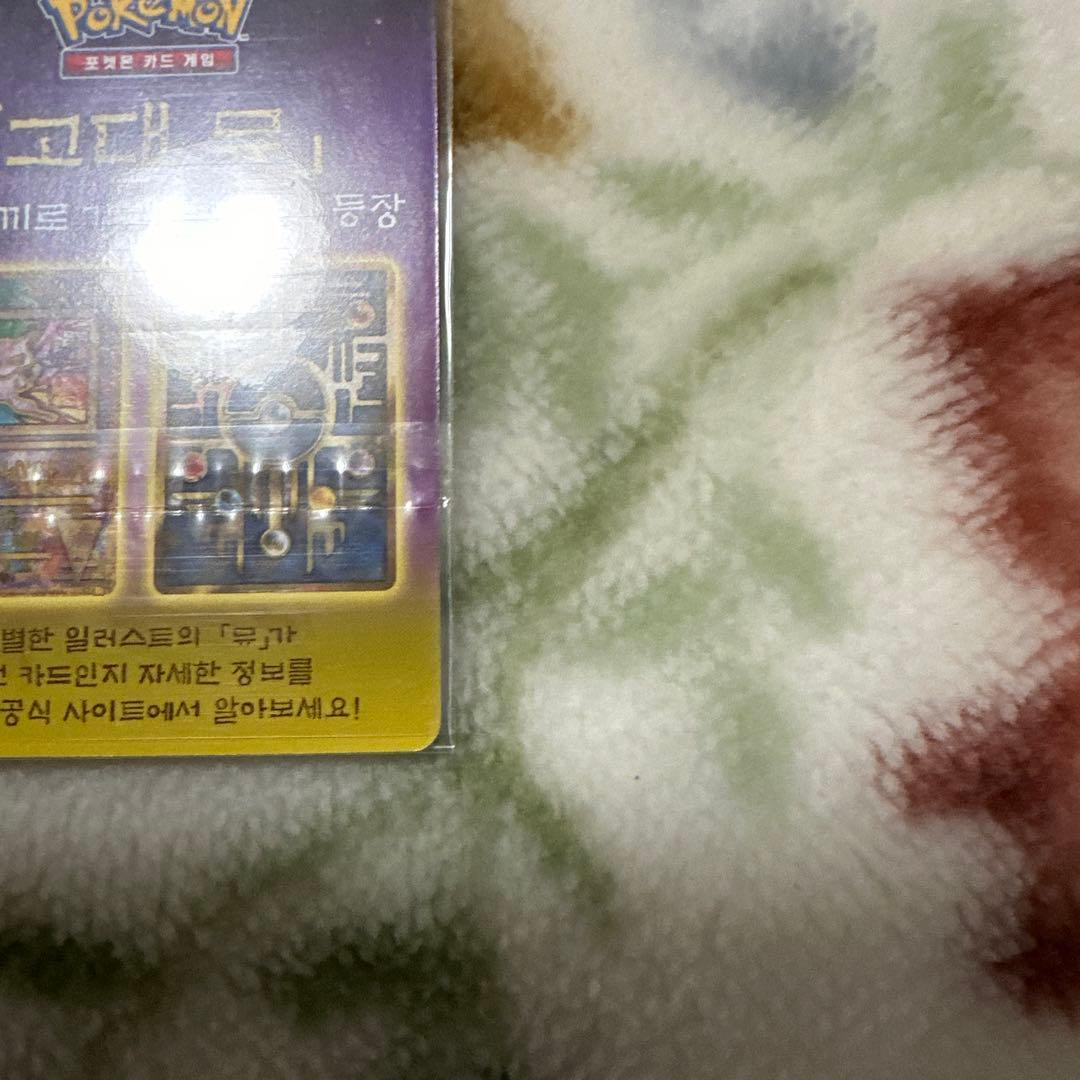 POKéMON
포켓몬 카드 게임
「고대 뮤」
끼로 등장
별한 일러스트의 「뮤」가
카드인지 자세한 정보를
공식 사이트에서 알아보세요!